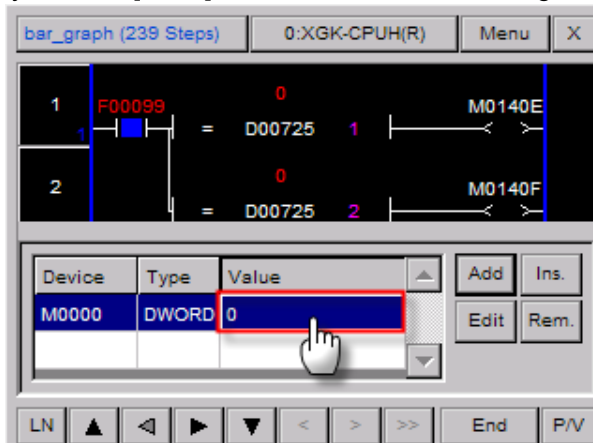 bar_graph (239 Steps) 0:XGK-CPUH(R) Menu X
1 F00099 0 M0140E
1 = D00725 1
2 0 M0140F
= D00725 2
Device Type Value Add Ins.
M0000 DWORD 0 Edit Rem.
LN ▲ ◁ ▶ ▼ < > >> End P/V